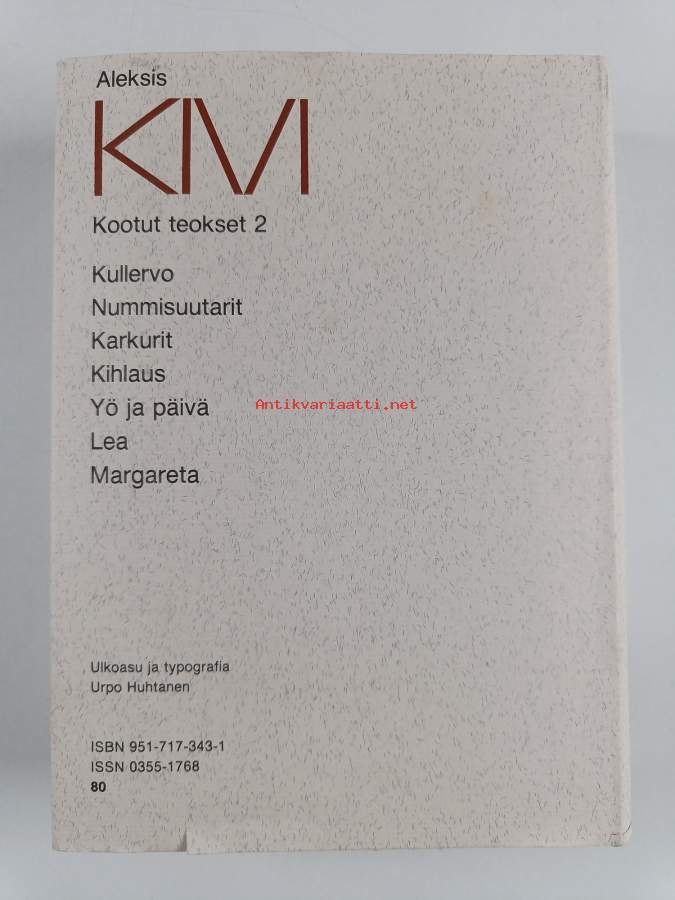 Aleksis
KIVI
Kootut teokset 2
Kullervo
Nummisuutarit
Karkurit
Kihlaus
Yö ja päivä
Antikvariaatti.net
Lea
Margareta
Ulkoasu ja typografia
Urpo Huhtanen
ISBN 951-717-343-1
ISSN 0355-1768
80